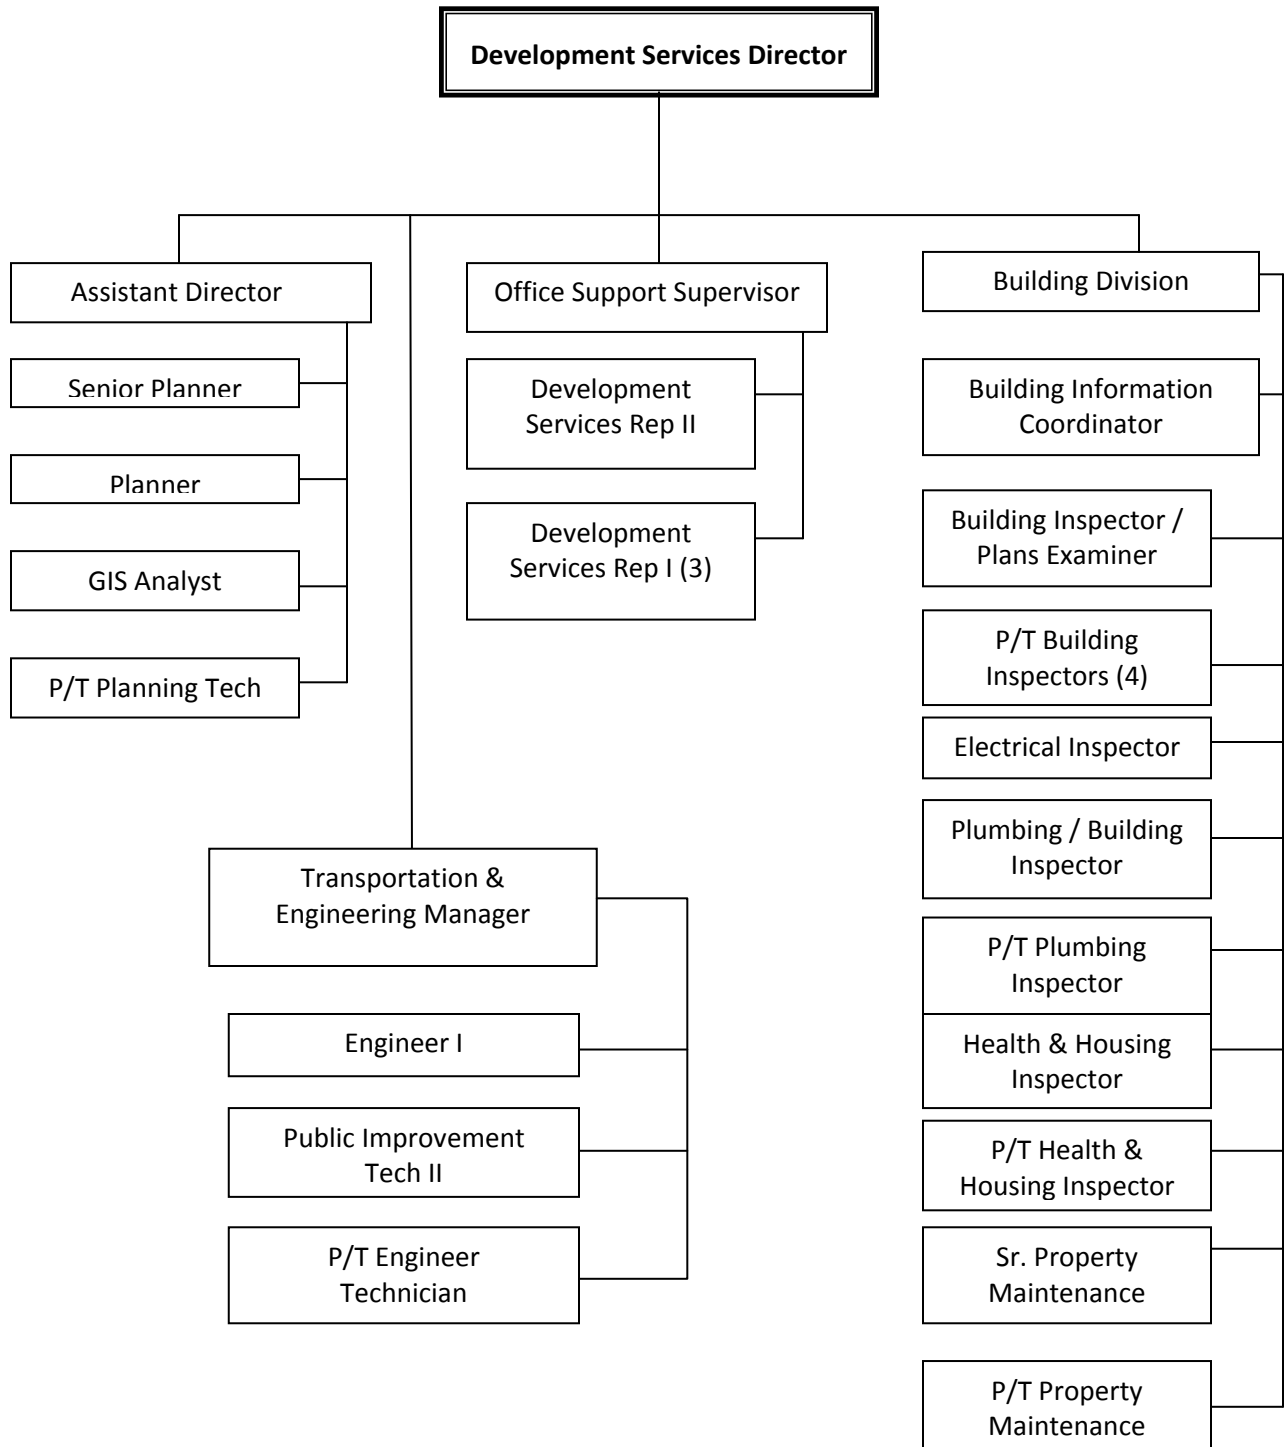 Development Services Director
Assistant Director
Senior Planner
Planner
GIS Analyst
P/T Planning Tech
Transportation &
Engineering Manager
Engineer I
Public Improvement
Tech II
P/T Engineer
Technician
Office Support Supervisor
Development
Services Rep II
Development
Services Rep I (3)
Building Division
Building Information
Coordinator
Building Inspector /
Plans Examiner
P/T Building
Inspectors (4)
Electrical Inspector
Plumbing / Building
Inspector
P/T Plumbing
Inspector
Health & Housing
Inspector
P/T Health &
Housing Inspector
Sr. Property
Maintenance
P/T Property
Maintenance